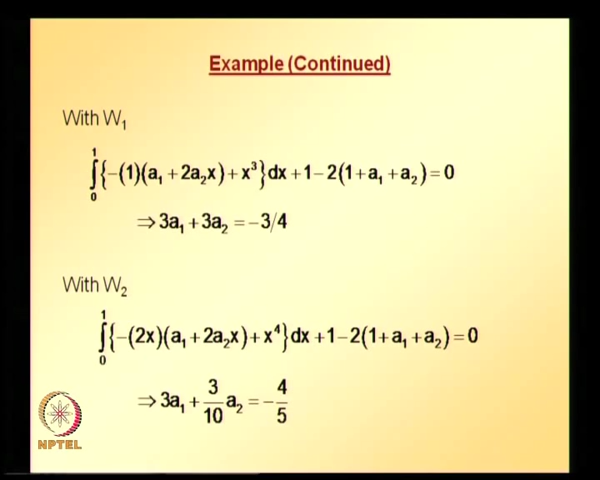 Example (Continued)
With W₁
∫₀¹{−(1)(a₁ + 2a₂x) + x³}dx + 1 − 2(1 + a₁ + a₂) = 0
⇒ 3a₁ + 3a₂ = −3/4
With W₂
∫₀¹{−(2x)(a₁ + 2a₂x) + x⁴}dx + 1 − 2(1 + a₁ + a₂) = 0
⇒ 3a₁ + 3/10 a₂ = −4/5
NPTEL